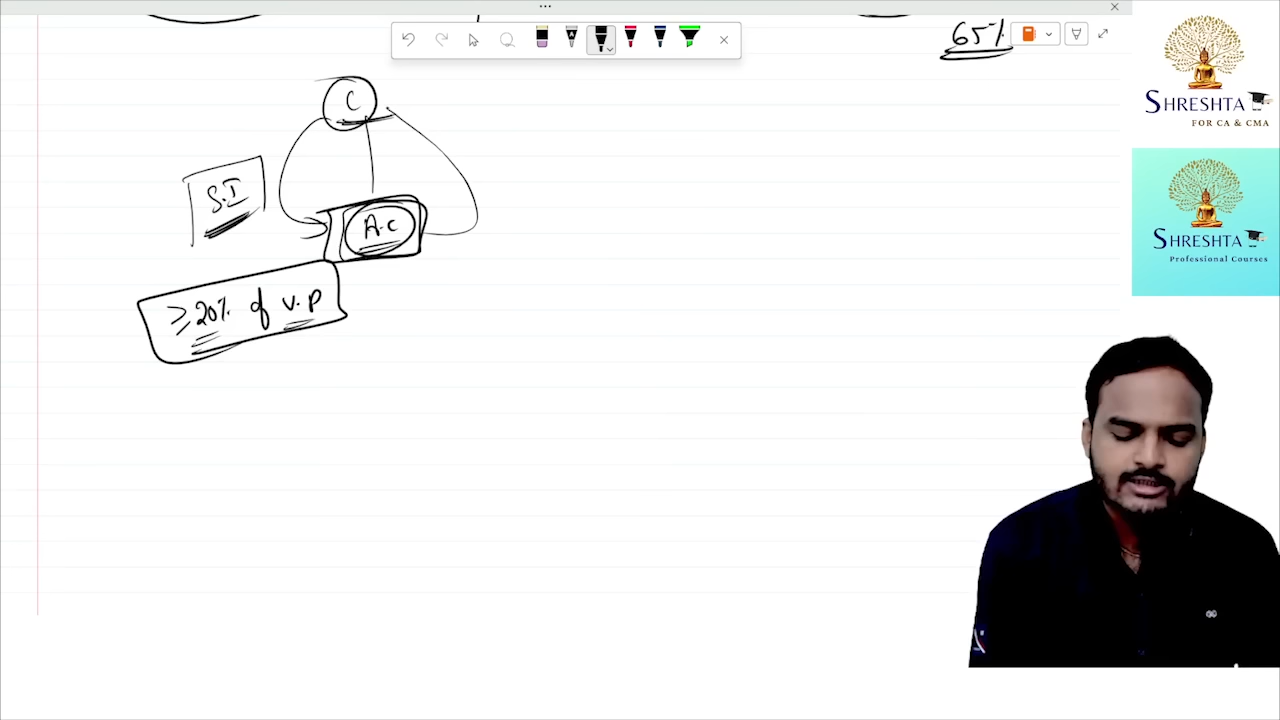 65%
C
S.I
A.C
≥20% of V.P
SHRESHTA
FOR CA & CMA
SHRESHTA
Professional Courses